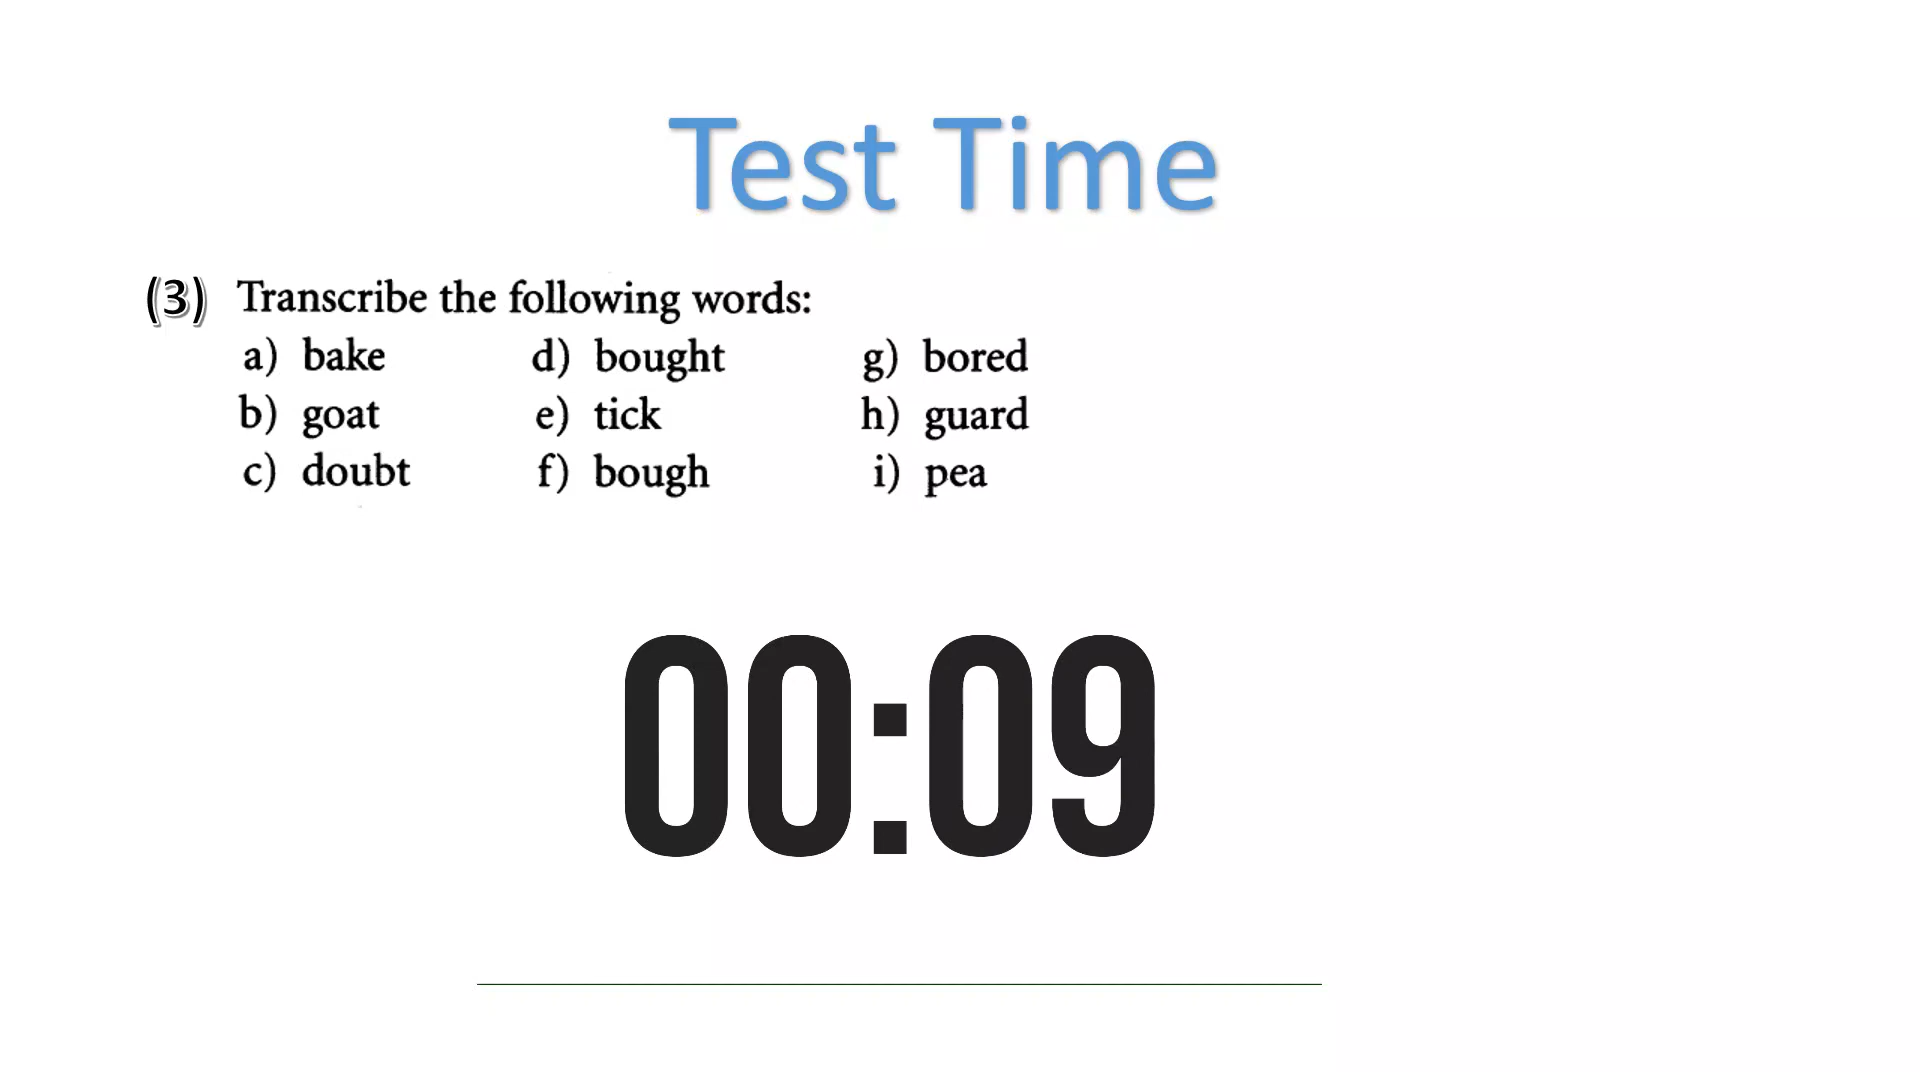 Test Time
(3) Transcribe the following words:
a) bake d) bought g) bored
b) goat e) tick h) guard
c) doubt f) bough i) pea
00:09